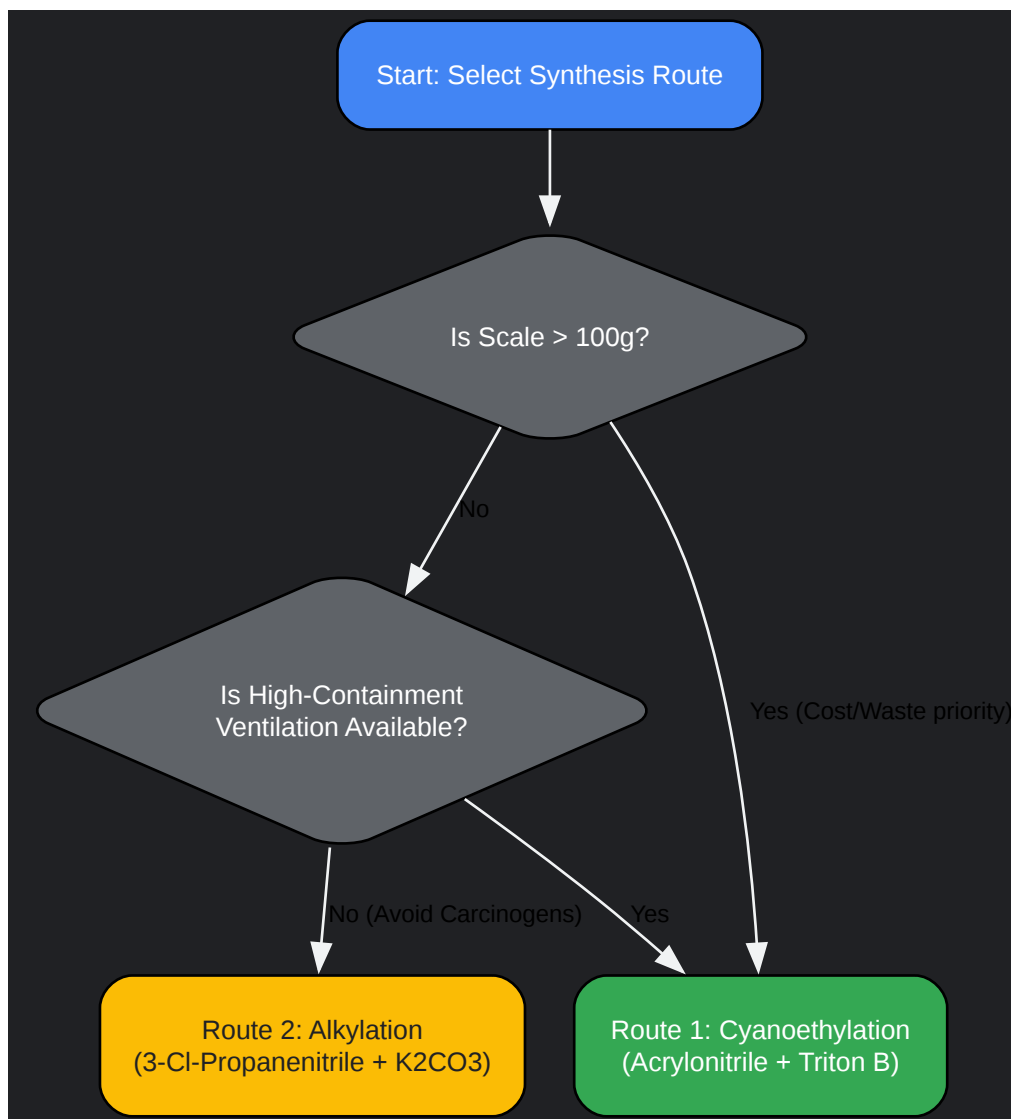 Start: Select Synthesis Route
Is Scale > 100g?
No
Is High-Containment
Ventilation Available?
Yes (Cost/Waste priority)
No (Avoid Carcinogens)
Yes
Route 2: Alkylation
(3-Cl-Propanenitrile + K2CO3)
Route 1: Cyanoethylation
(Acrylonitrile + Triton B)